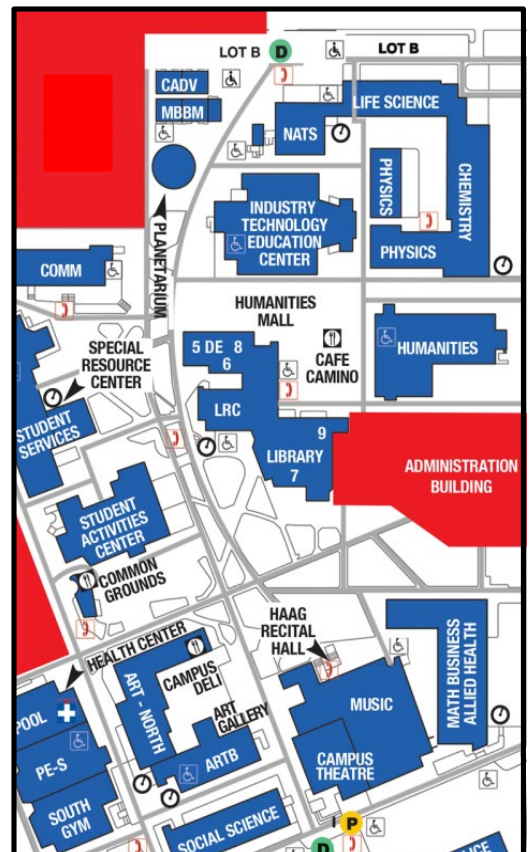 LOT B
D
LOT B
CADV
MBBM
LIFE SCIENCE
NATS
PHYSICS
CHEMISTRY
INDUSTRY
TECHNOLOGY
EDUCATION
CENTER
PHYSICS
PLANETARIUM
COMM
HUMANITIES
MALL
SPECIAL
RESOURCE
CENTER
5 DE 8
6
CAFE
CAMINO
HUMANITIES
LRC
STUDENT
SERVICES
9
LIBRARY
7
ADMINISTRATION
BUILDING
STUDENT
ACTIVITIES
CENTER
COMMON
GROUNDS
HAAG
RECITAL
HALL
HEALTH CENTER
CAMPUS
DELI
ART - NORTH
ART
GALLERY
MATH BUSINESS
ALLIED HEALTH
MUSIC
POOL
PE-S
ARTB
CAMPUS
THEATRE
SOUTH
GYM
SOCIAL SCIENCE
P
D